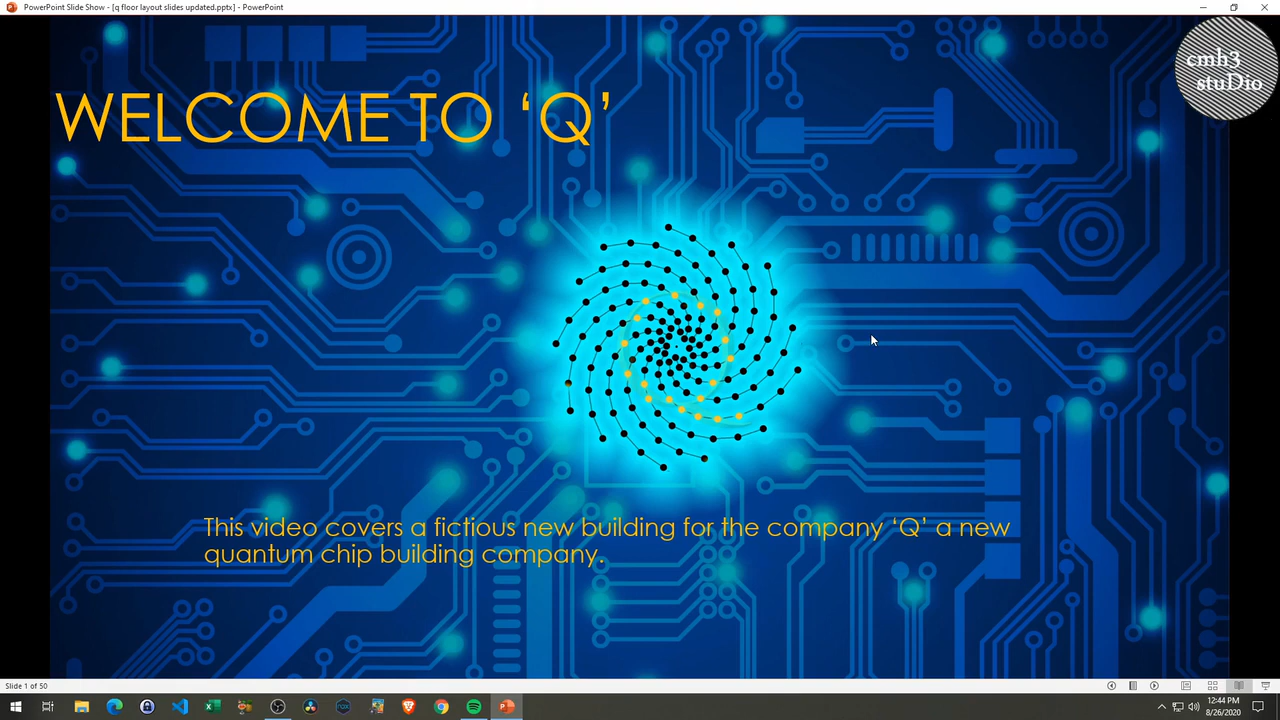 PowerPoint Slide Show - [q floor layout slides updated.pptx] - PowerPoint
cmh3
stuDio
WELCOME TO ‘Q’
This video covers a fictious new building for the company ‘Q’ a new
quantum chip building company.
Slide 1 of 50
12:44 PM
8/26/2020